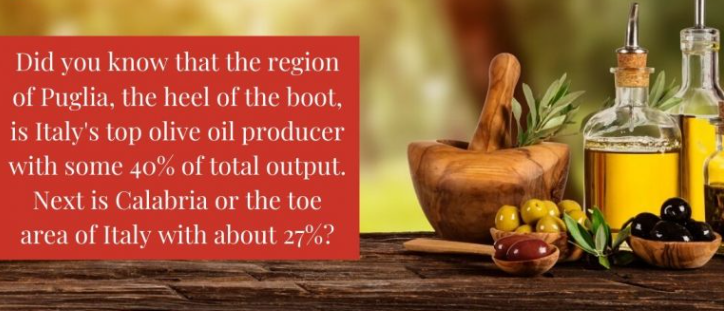 Did you know that the region
of Puglia, the heel of the boot,
is Italy's top olive oil producer
with some 40% of total output.
Next is Calabria or the toe
area of Italy with about 27%?